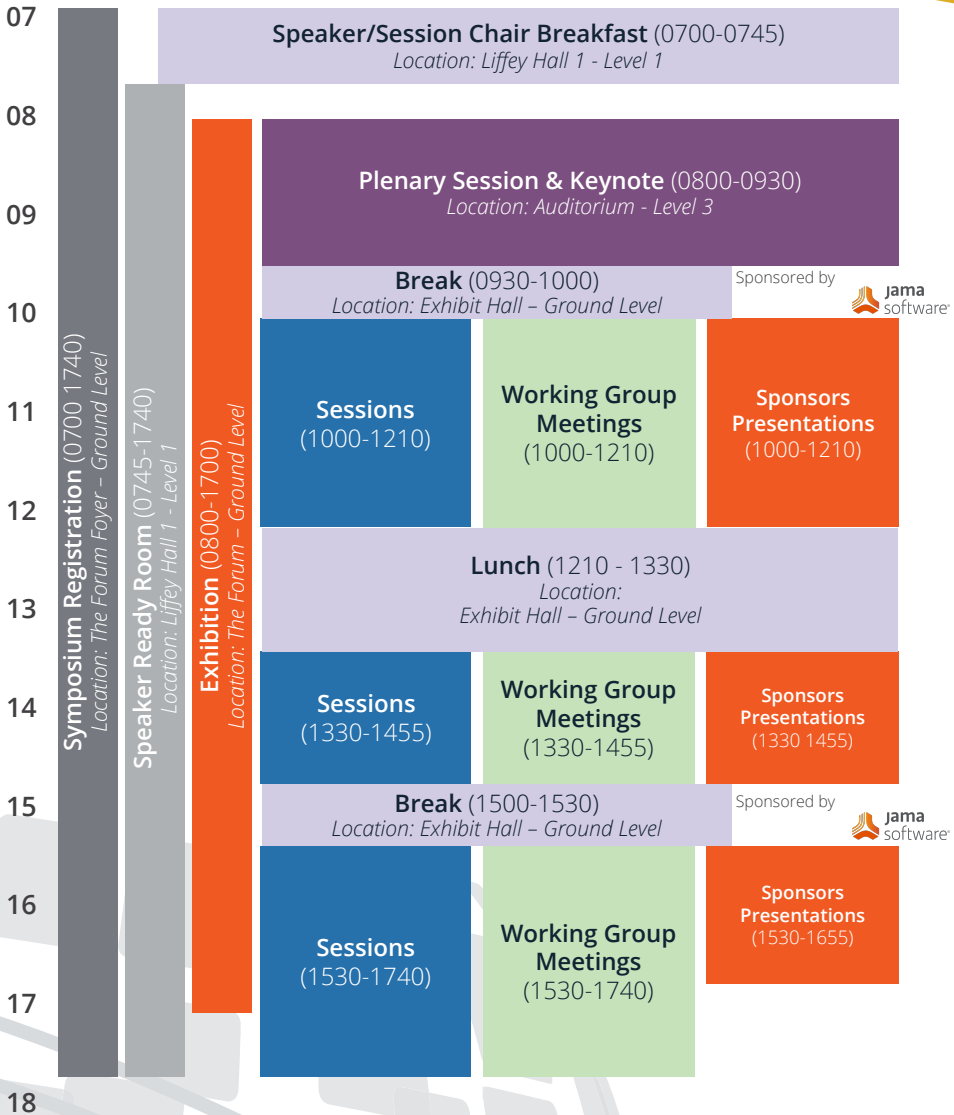 07
08
09
10
11
12
13
14
15
16
17
18
Symposium Registration (0700 1740)
Location: The Forum Foyer – Ground Level
Speaker Ready Room (0745-1740)
Location: Liffey Hall 1 - Level 1
Exhibition (0800-1700)
Location: The Forum – Ground Level
Speaker/Session Chair Breakfast (0700-0745)
Location: Liffey Hall 1 - Level 1
Plenary Session & Keynote (0800-0930)
Location: Auditorium - Level 3
Break (0930-1000)
Location: Exhibit Hall – Ground Level
Sponsored by
jama
software®
Sessions
(1000-1210)
Working Group
Meetings
(1000-1210)
Sponsors
Presentations
(1000-1210)
Lunch (1210 - 1330)
Location:
Exhibit Hall – Ground Level
Sessions
(1330-1455)
Working Group
Meetings
(1330-1455)
Sponsors
Presentations
(1330 1455)
Break (1500-1530)
Location: Exhibit Hall – Ground Level
Sponsored by
jama
software®
Sessions
(1530-1740)
Working Group
Meetings
(1530-1740)
Sponsors
Presentations
(1530-1655)